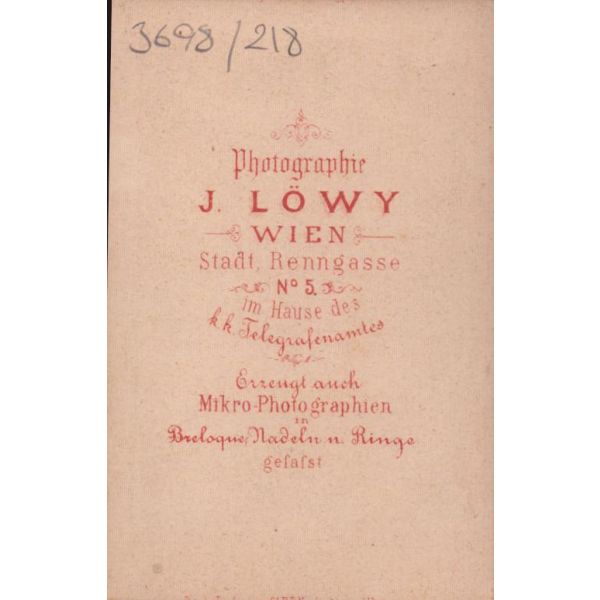 3698/218
Photographie
J. LÖWY
WIEN
Stadt, Renngasse
No 5.
im Hause des
k.k. Telegrafenamtes
Erzeugt auch
Mikro-Photographien
in
Breloque, Nadeln u. Ringe
gefaſst